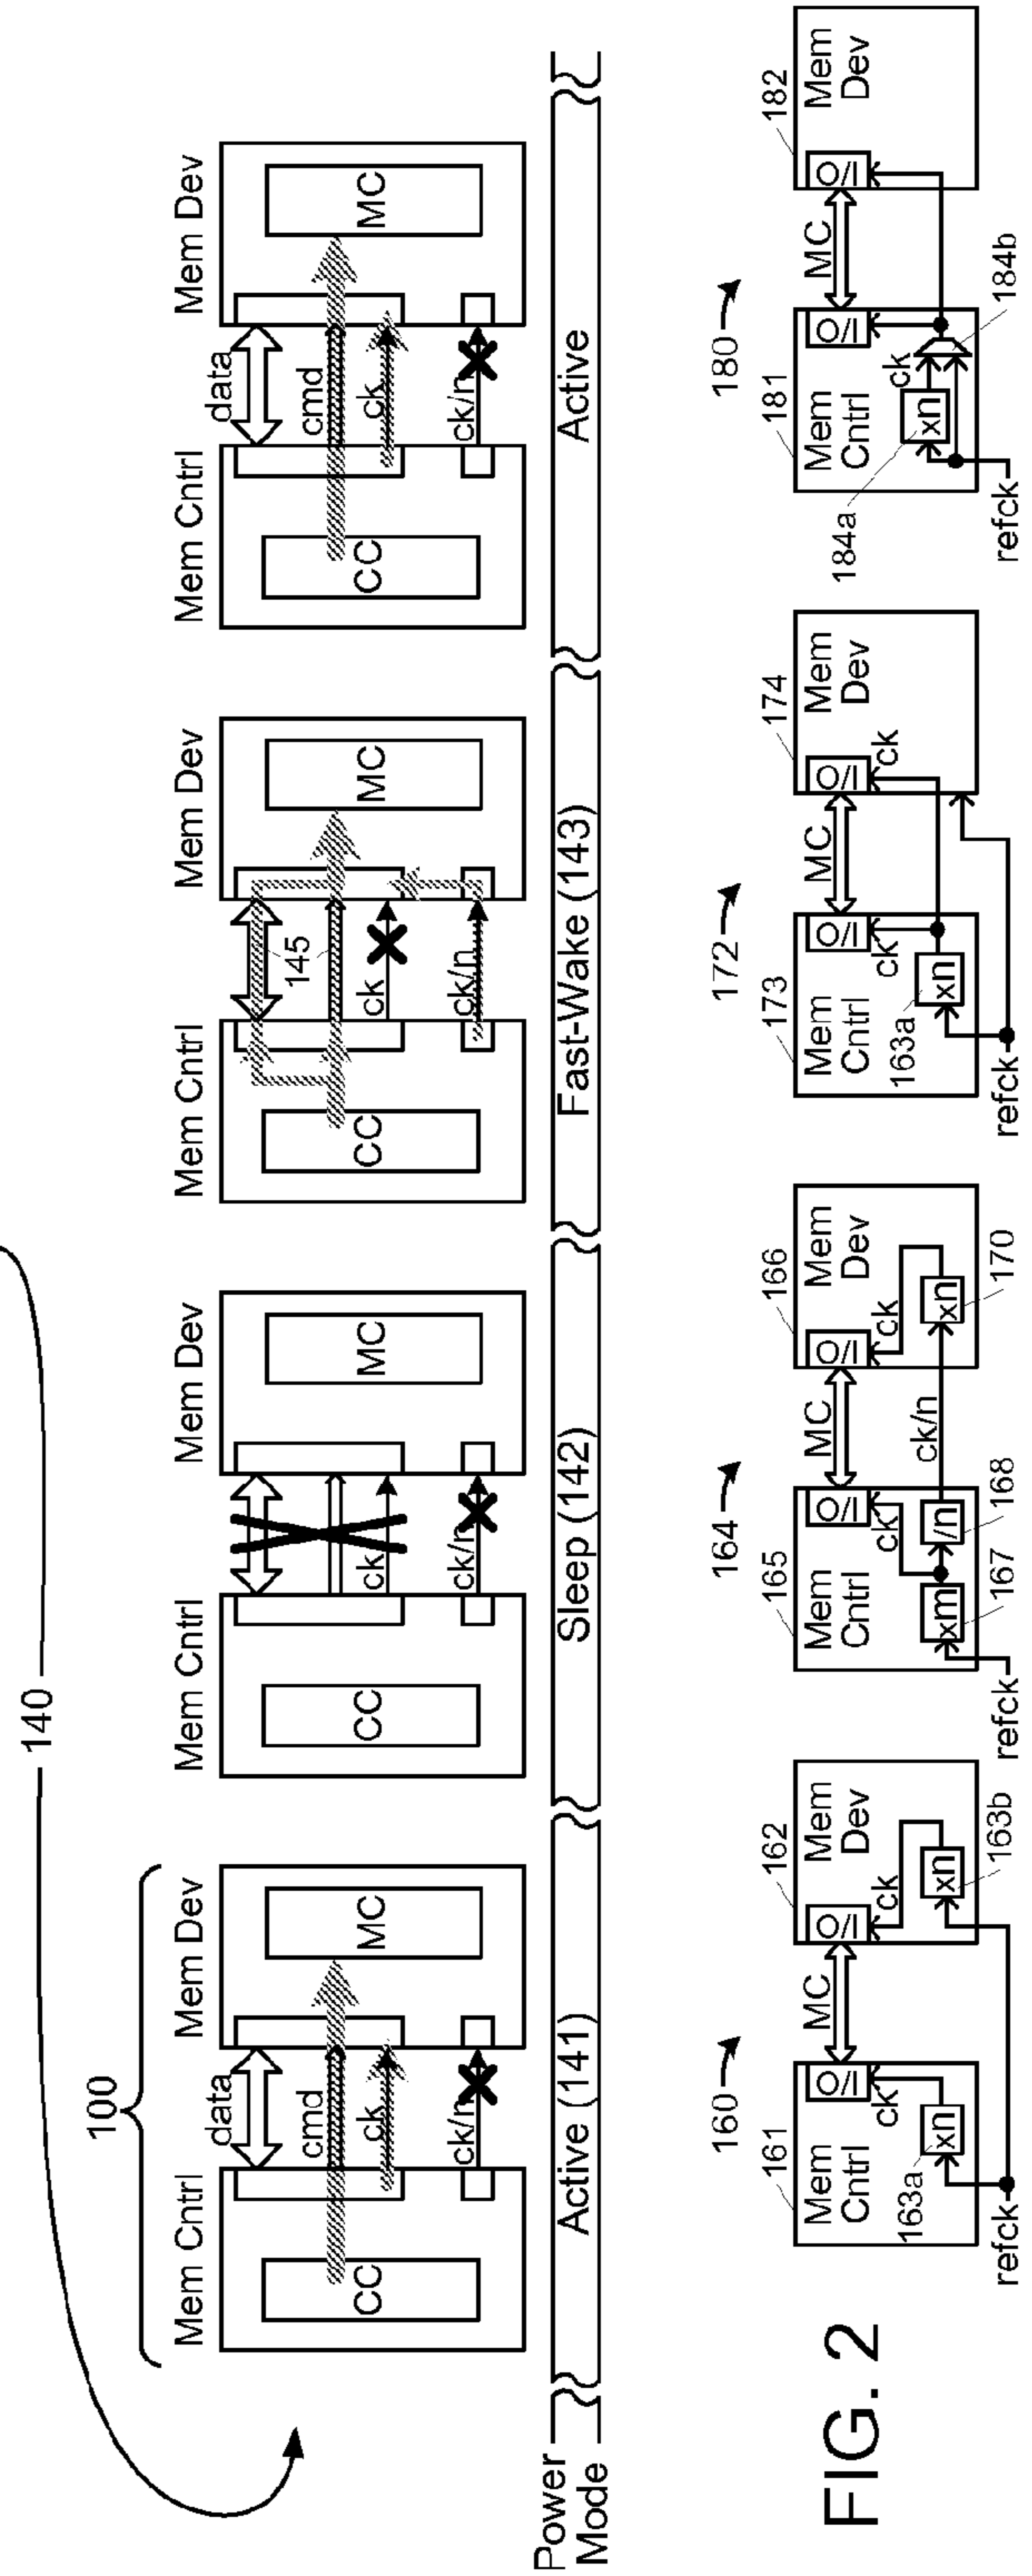 140
100
Mem Cntrl
Mem Dev
CC
data
cmd
ck
ck/n
MC
Mem Cntrl
Mem Dev
CC
ck
ck/n
MC
Mem Cntrl
Mem Dev
CC
145
ck
ck/n
MC
Mem Cntrl
Mem Dev
CC
data
cmd
ck
ck/n
MC
Power
Mode
Active (141)
Sleep (142)
Fast-Wake (143)
Active
160
161
162
Mem
Cntrl
O/I
MC
O/I
Mem
Dev
ck
ck
163a
xn
xn
163b
refck
164
165
166
Mem
Cntrl
O/I
MC
O/I
Mem
Dev
ck
ck
xm
/n
ck/n
xn
167
168
170
refck
172
173
174
Mem
Cntrl
O/I
MC
O/I
Mem
Dev
ck
ck
163a
xn
refck
180
181
182
Mem
Cntrl
O/I
MC
O/I
Mem
Dev
184a
xn
ck
184b
refck
FIG. 2